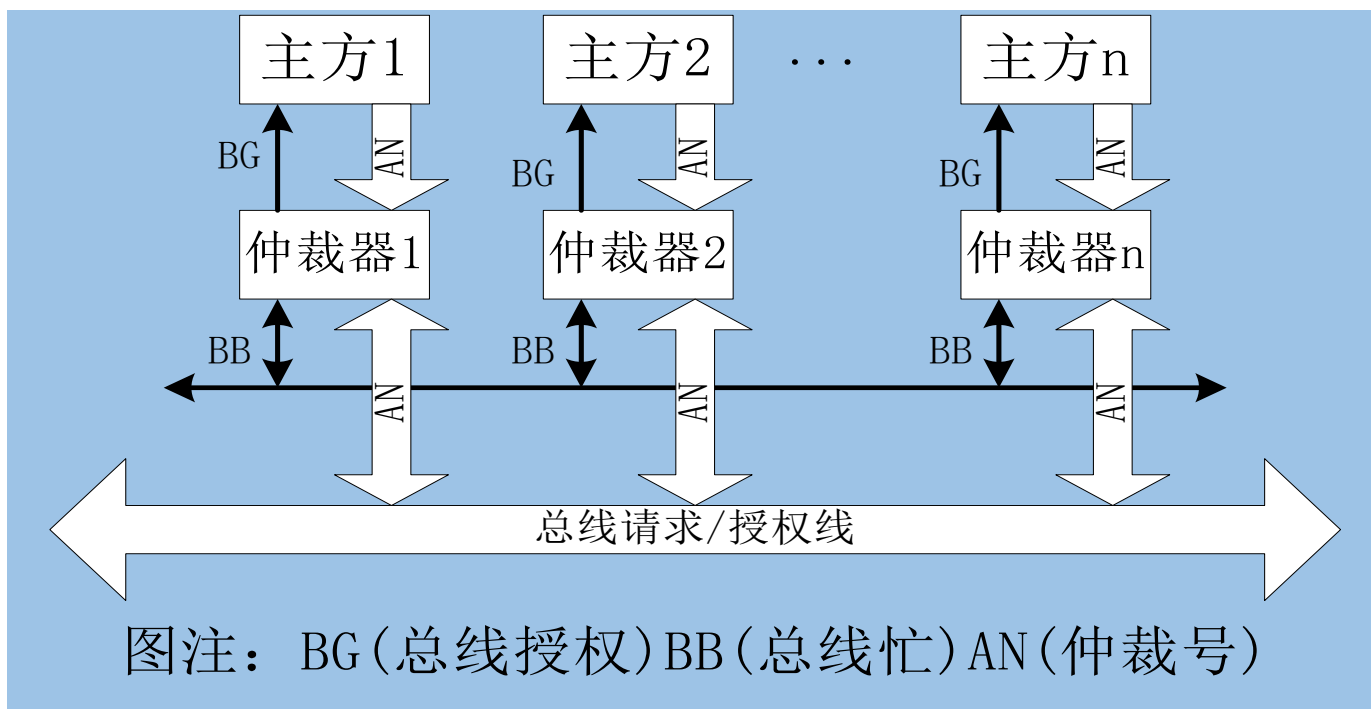 主方1 主方2 ··· 主方n
BG AN BG AN BG AN
仲裁器1 仲裁器2 仲裁器n
BB BB BB
AN AN AN
总线请求/授权线
图注：BG(总线授权)BB(总线忙)AN(仲裁号)